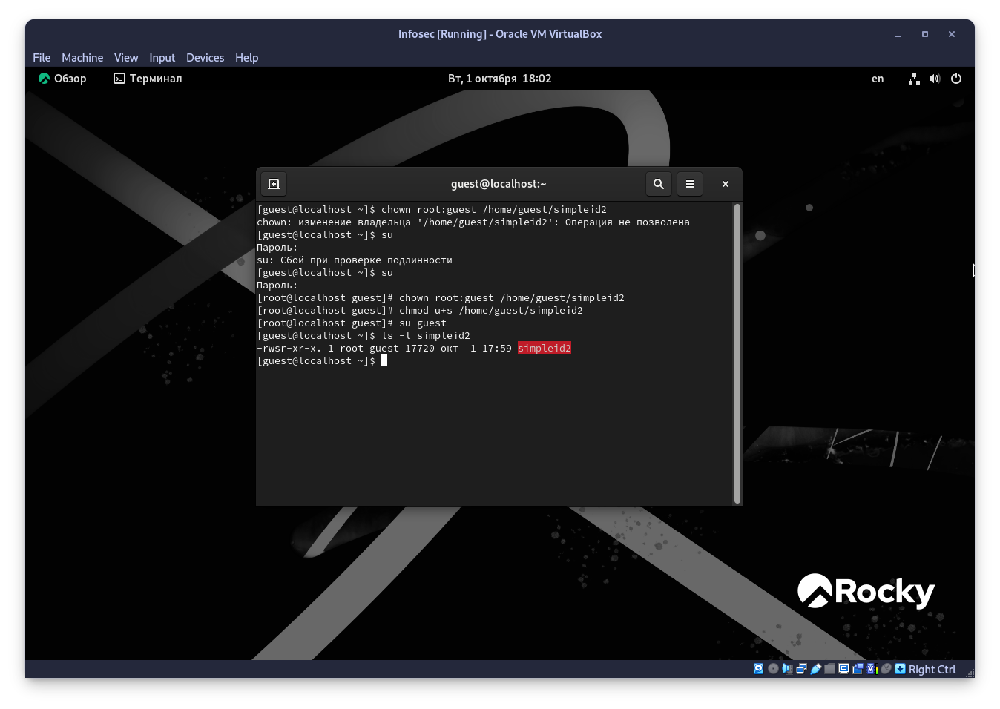 Infosec [Running] - Oracle VM VirtualBox
File Machine View Input Devices Help
Обзор Терминал Вт, 1 октября 18:02 en
guest@localhost:~
[guest@localhost ~]$ chown root:guest /home/guest/simpleid2
chown: изменение владельца '/home/guest/simpleid2': Операция не позволена
[guest@localhost ~]$ su
Пароль:
su: Сбой при проверке подлинности
[guest@localhost ~]$ su
Пароль:
[root@localhost guest]# chown root:guest /home/guest/simpleid2
[root@localhost guest]# chmod u+s /home/guest/simpleid2
[root@localhost guest]# su guest
[guest@localhost ~]$ ls -l simpleid2
-rwsr-xr-x. 1 root guest 17720 окт  1 17:59 simpleid2
[guest@localhost ~]$
Rocky
Right Ctrl